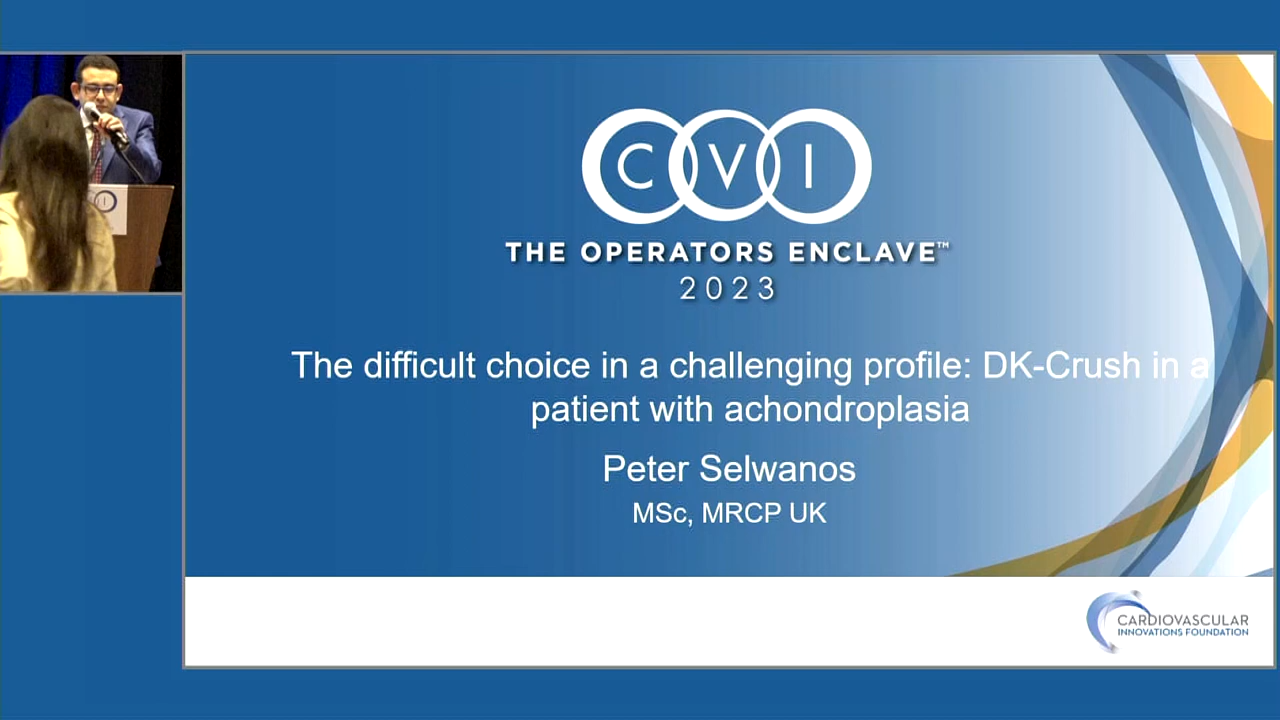 CVI
THE OPERATORS ENCLAVE™
2023
The difficult choice in a challenging profile: DK-Crush in a
patient with achondroplasia
Peter Selwanos
MSc, MRCP UK
CARDIOVASCULAR
INNOVATIONS FOUNDATION